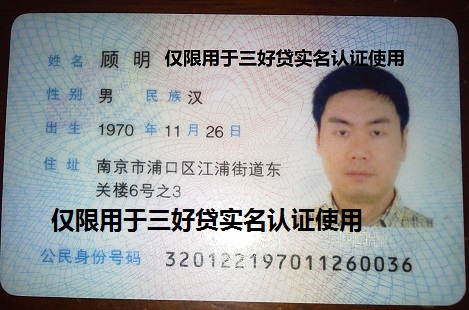 姓名 顾明 仅限用于三好贷实名认证使用
性别 男 民族 汉
出生 1970 年 11 月 26 日
住址 南京市浦口区江浦街道东
关楼6号之3
仅限用于三好贷实名认证使用
公民身份号码 320122197011260036